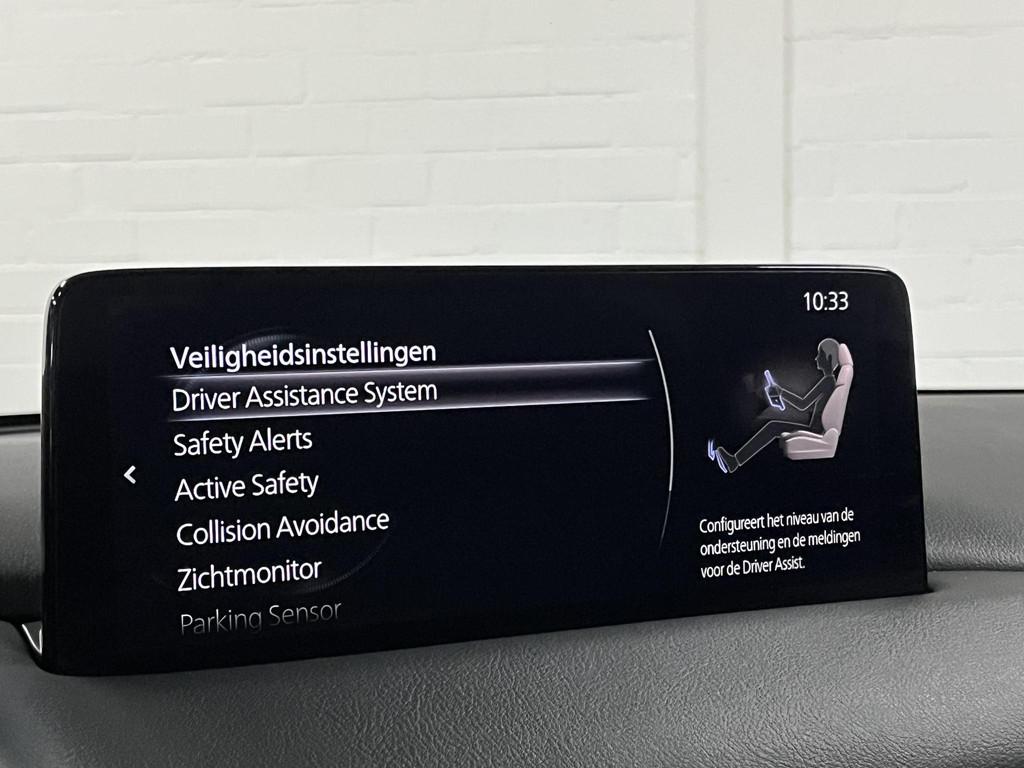 10:33
Veiligheidsinstellingen
Driver Assistance System
Safety Alerts
Active Safety
Collision Avoidance
Zichtmonitor
Parking Sensor
Configureert het niveau van de
ondersteuning en de meldingen
voor de Driver Assist.